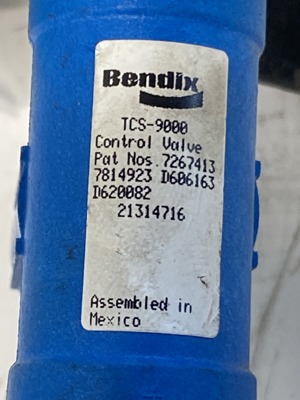 Bendix
TCS-9000
Control Valve
Pat Nos. 7267413
7814923 D606163
D620082
21314716
Assembled in
Mexico